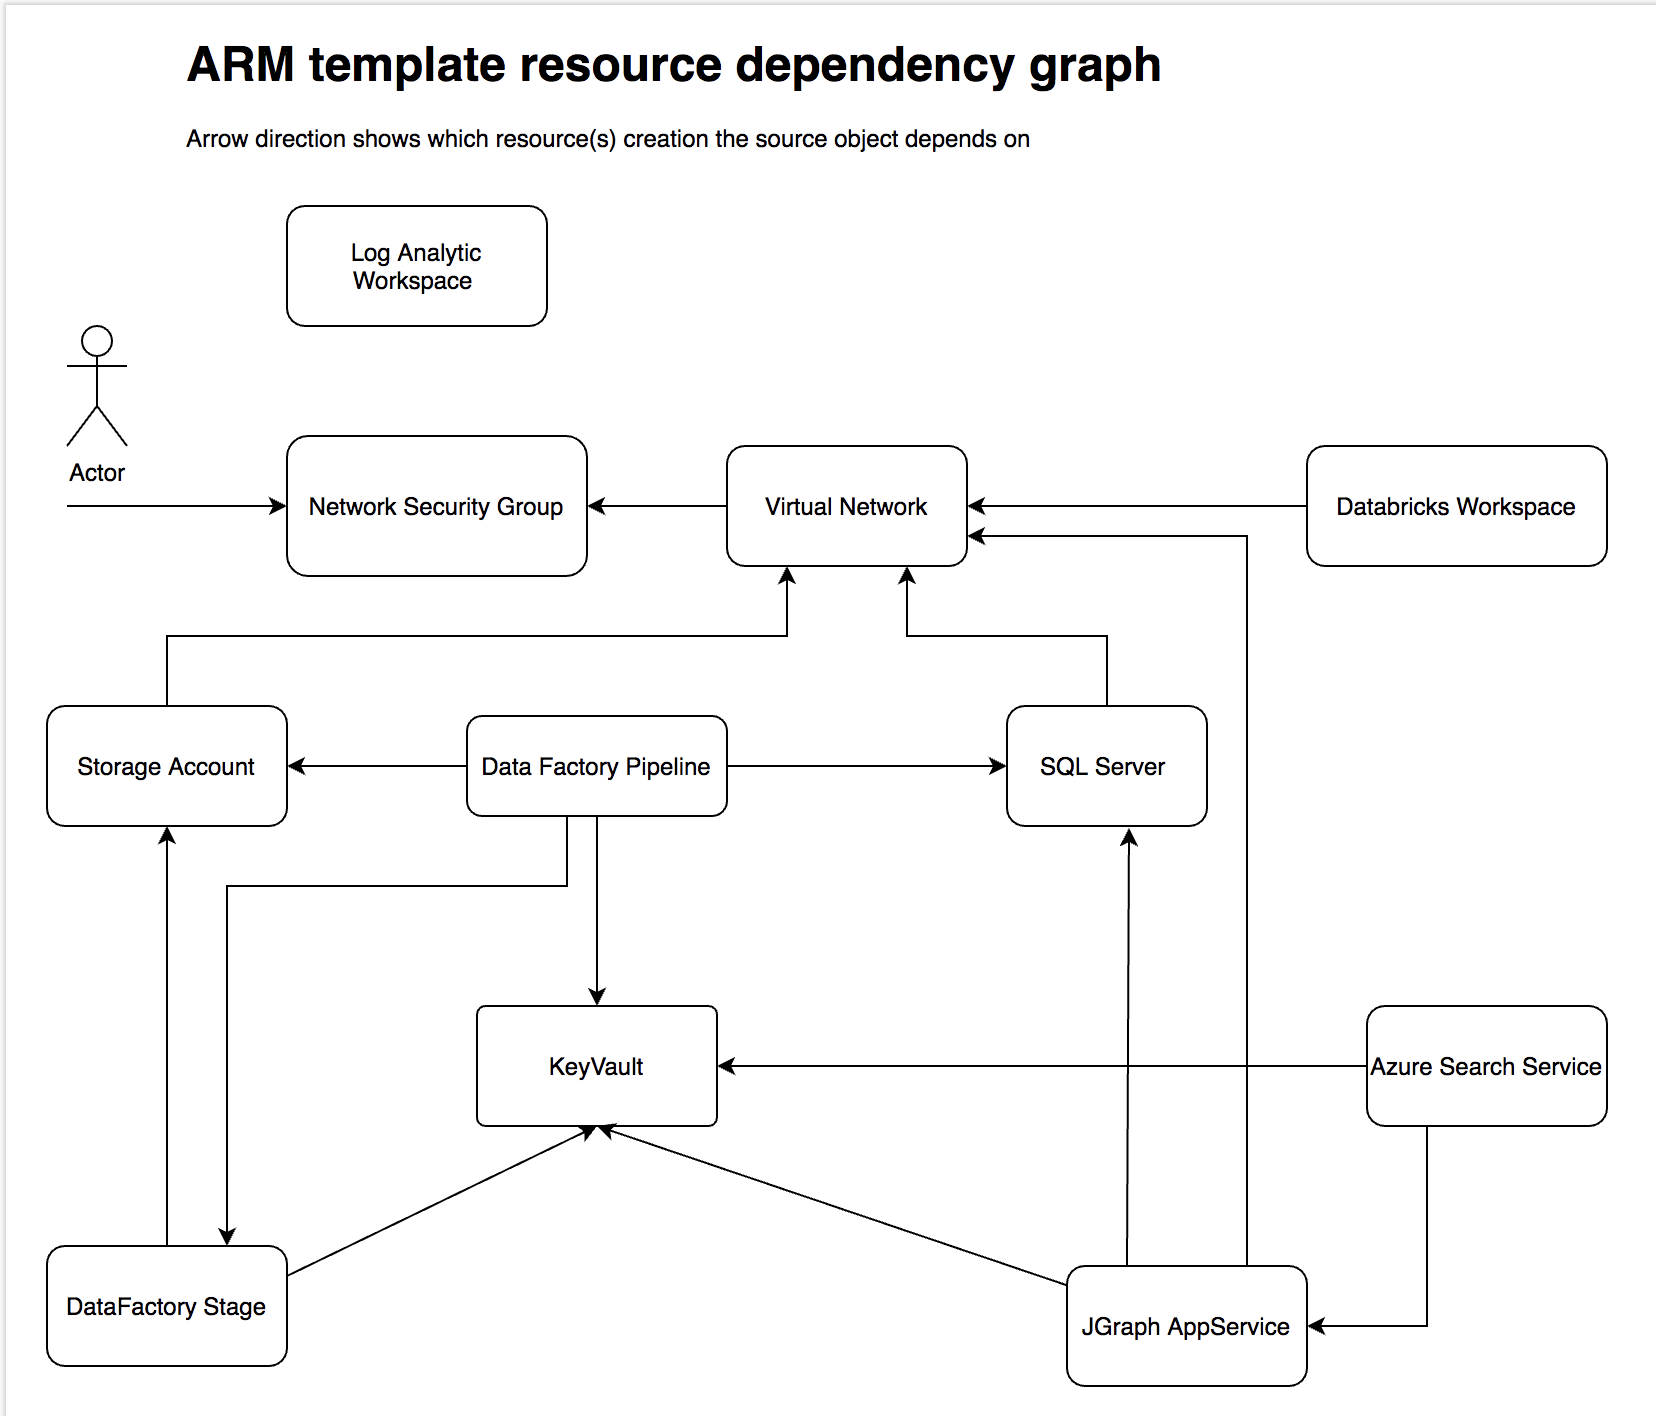 ARM template resource dependency graph
Arrow direction shows which resource(s) creation the source object depends on
Log Analytic
Workspace
Actor
Network Security Group
Virtual Network
Databricks Workspace
Storage Account
Data Factory Pipeline
SQL Server
KeyVault
Azure Search Service
DataFactory Stage
JGraph AppService